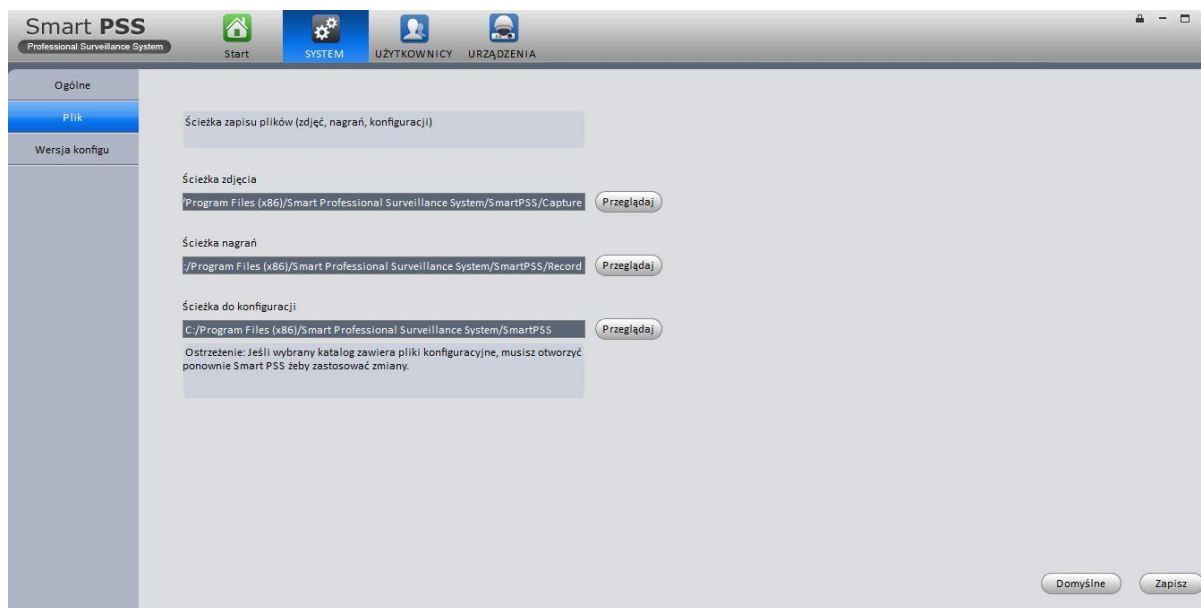 Smart PSS
Professional Surveillance System
Start
SYSTEM
UŻYTKOWNICY
URZĄDZENIA
Ogólne
Plik
Wersja konfigu
Ścieżka zapisu plików (zdjęć, nagrań, konfiguracji)
Ścieżka zdjęcia
/Program Files (x86)/Smart Professional Surveillance System/SmartPSS/Capture
Przeglądaj
Ścieżka nagrań
:/Program Files (x86)/Smart Professional Surveillance System/SmartPSS/Record
Przeglądaj
Ścieżka do konfiguracji
C:/Program Files (x86)/Smart Professional Surveillance System/SmartPSS
Przeglądaj
Ostrzeżenie: Jeśli wybrany katalog zawiera pliki konfiguracyjne, musisz otworzyć
ponownie Smart PSS żeby zastosować zmiany.
Domyślne
Zapisz